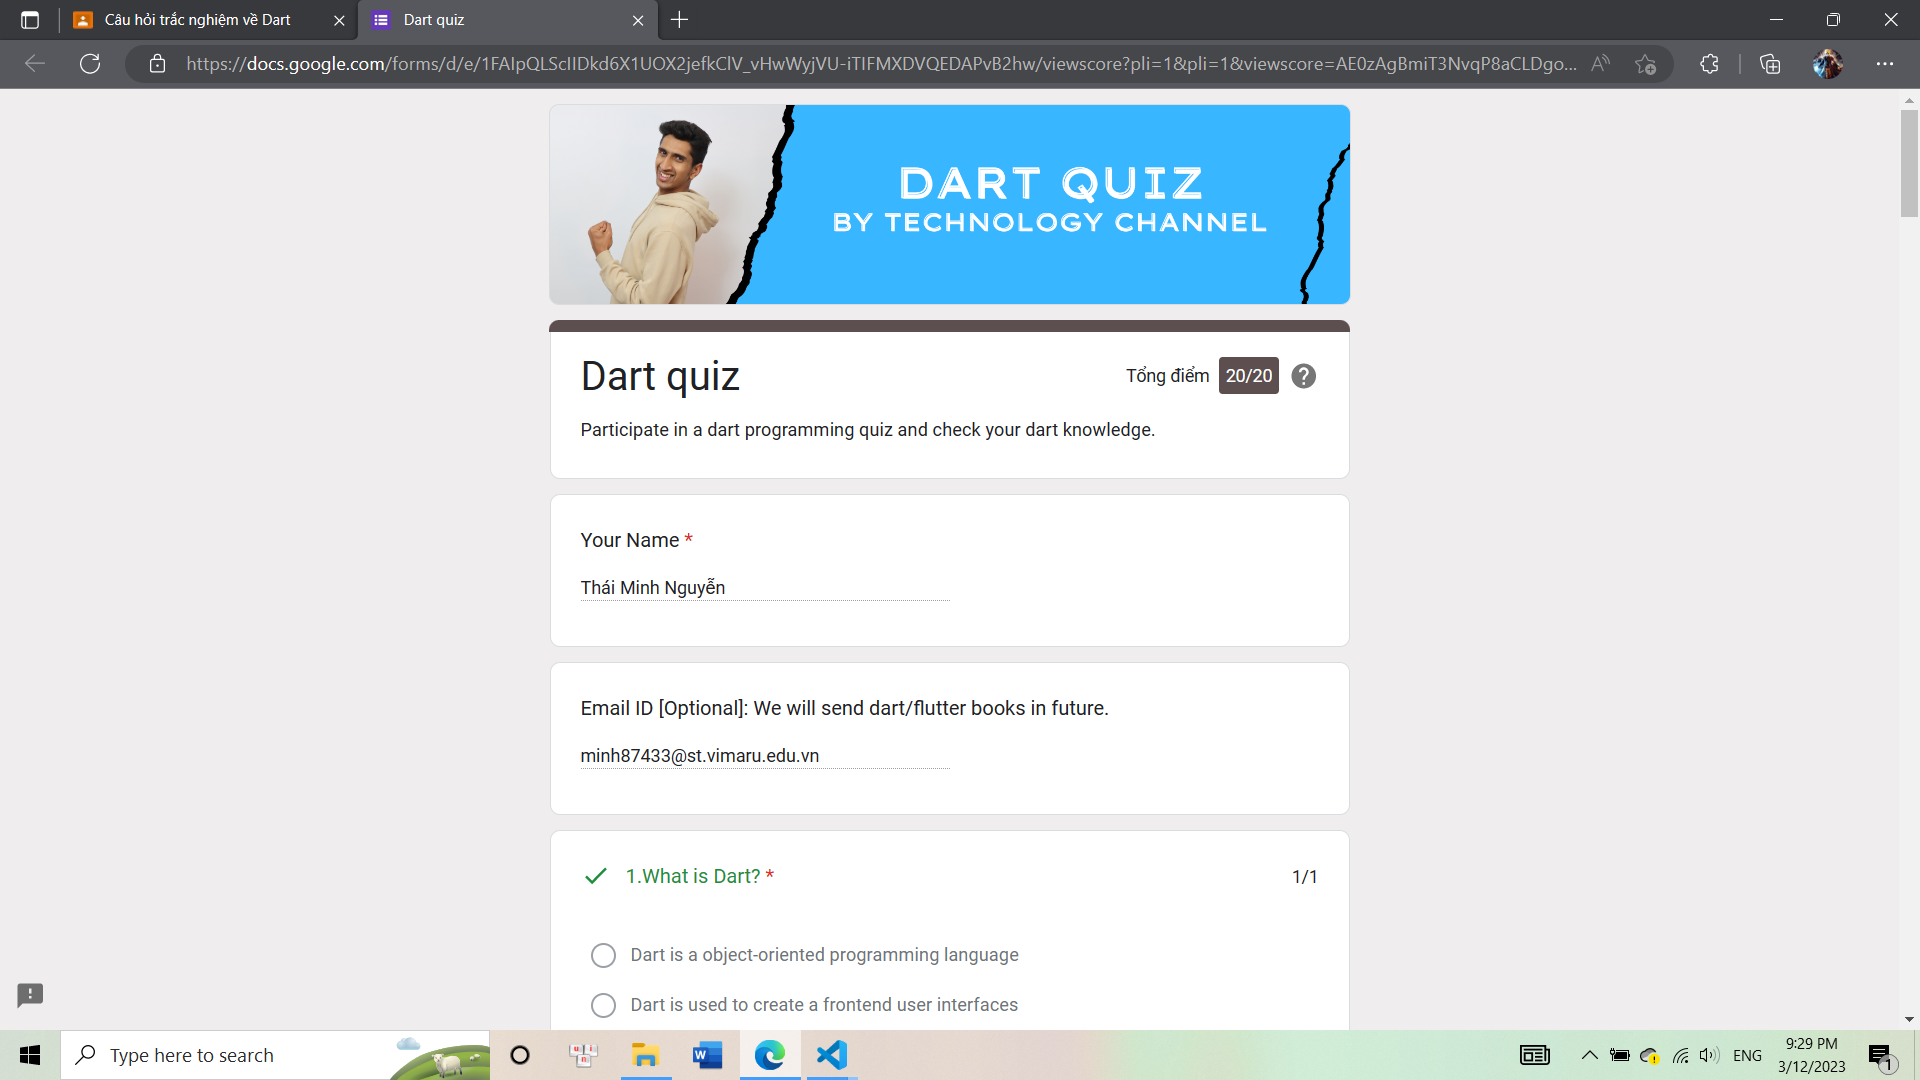 Câu hỏi trắc nghiệm về Dart
Dart quiz
https://docs.google.com/forms/d/e/1FAIpQLScIIDkd6X1UOX2jefkClV_vHwWyjVU-iTIFMXDVQEDAPvB2hw/viewscore?pli=1&pli=1&viewscore=AE0zAgBmiT3NvqP8aCLDgo...
DART QUIZ
BY TECHNOLOGY CHANNEL
Dart quiz
Tổng điểm 20/20
Participate in a dart programming quiz and check your dart knowledge.
Your Name *
Thái Minh Nguyễn
Email ID [Optional]: We will send dart/flutter books in future.
minh87433@st.vimaru.edu.vn
1.What is Dart? *
1/1
Dart is a object-oriented programming language
Dart is used to create a frontend user interfaces
Type here to search
ENG
9:29 PM
3/12/2023
1